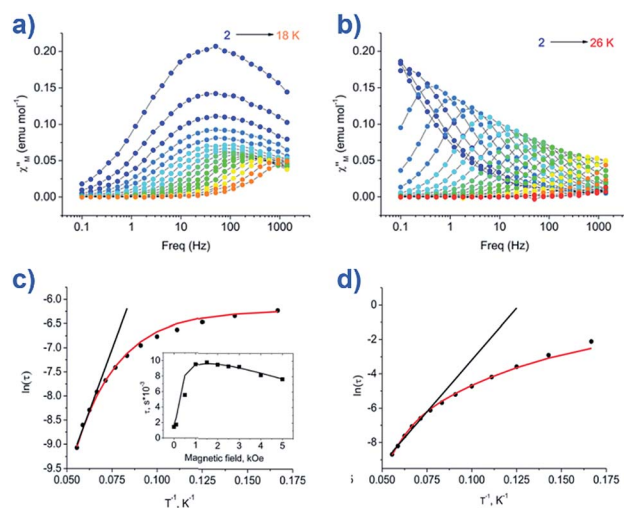 a)
2 → 18 K
χ''M (emu mol⁻¹)
0.20
0.15
0.10
0.05
0.00
0.1 1 10 100 1000
Freq (Hz)
b)
2 → 26 K
χ''M (emu mol⁻¹)
0.20
0.15
0.10
0.05
0.00
0.1 1 10 100 1000
Freq (Hz)
c)
ln(τ)
-6.0
-6.5
-7.0
-7.5
-8.0
-8.5
-9.0
-9.5
0.050 0.075 0.100 0.125 0.150 0.175
T⁻¹, K⁻¹
τ, s*10⁻³
10
8
6
4
2
0
0 1 2 3 4 5
Magnetic field, kOe
d)
ln(τ)
0
-2
-4
-6
-8
0.050 0.075 0.100 0.125 0.150 0.175
T⁻¹, K⁻¹